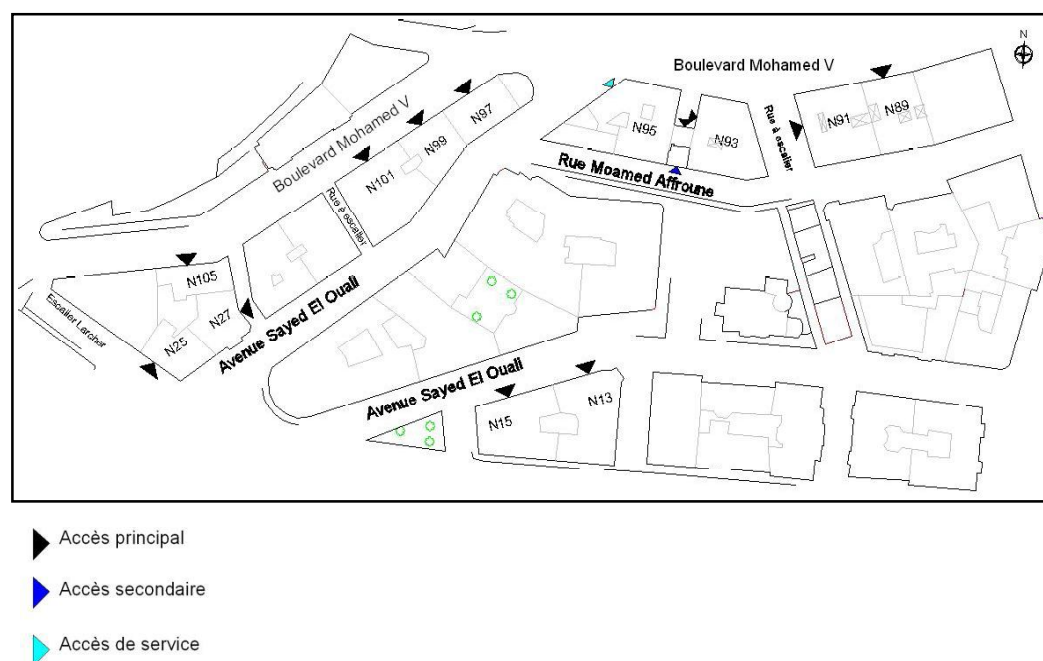 N
Boulevard Mohamed V
Boulevard Mohamed V
N97
N99
N101
Rue à escalier
N95
N93
Rue à escalier
N91
N89
Rue Moamed Affroune
N105
N27
N25
Escalier Larcher
Avenue Sayed El Ouali
Avenue Sayed El Ouali
N15
N13
Accès principal
Accès secondaire
Accès de service